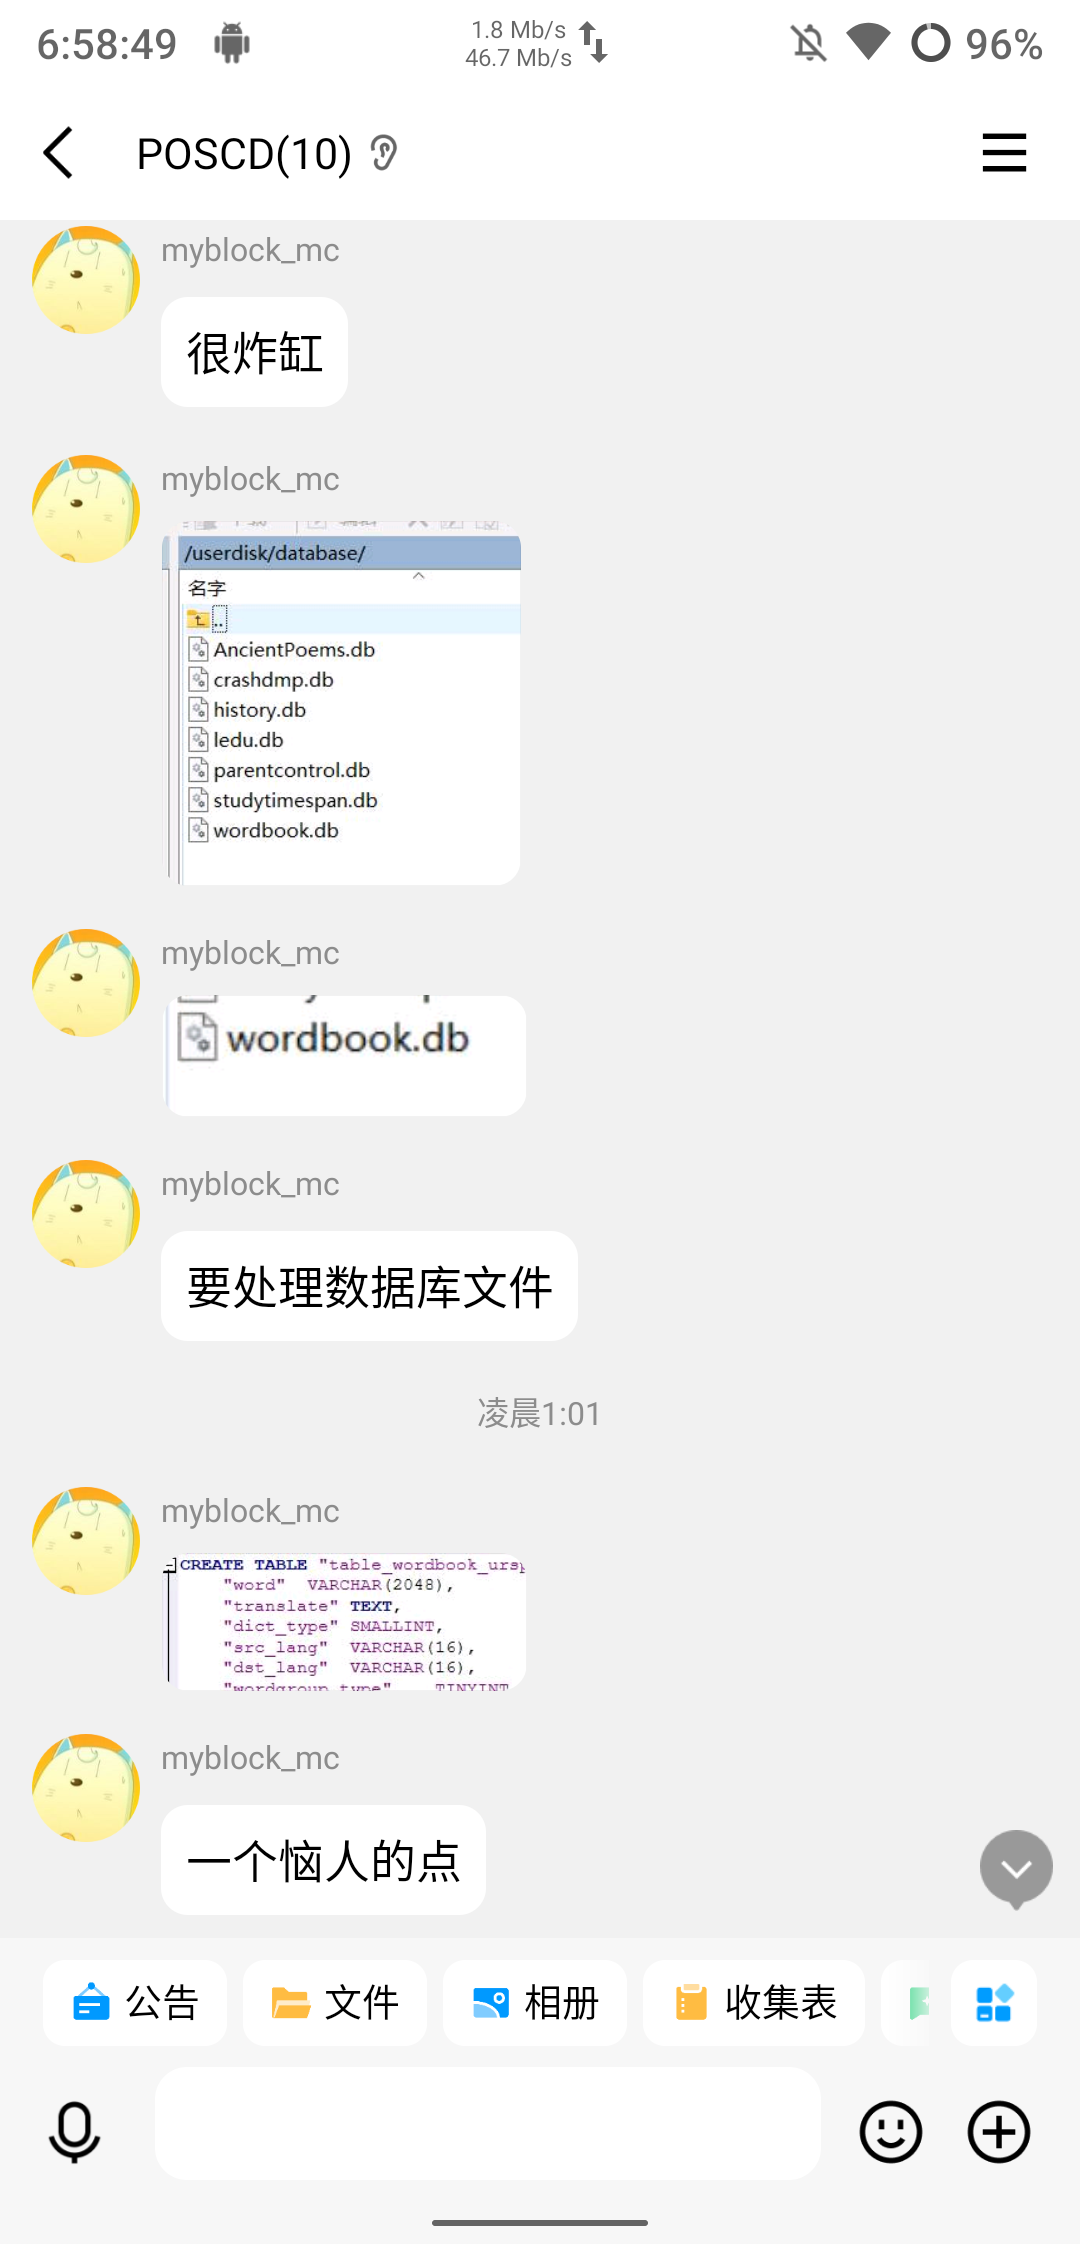 6:58:49
1.8 Mb/s
46.7 Mb/s
96%
POSCD(10)
myblock_mc
很炸缸
myblock_mc
/userdisk/database/
名字
..
AncientPoems.db
crashdmp.db
history.db
ledu.db
parentcontrol.db
studytimespan.db
wordbook.db
myblock_mc
wordbook.db
myblock_mc
要处理数据库文件
凌晨1:01
myblock_mc
CREATE TABLE "table_wordbook_ursp
"word" VARCHAR(2048),
"translate" TEXT,
"dict_type" SMALLINT,
"src_lang" VARCHAR(16),
"dst_lang" VARCHAR(16),
"wordgroup_type" TINYINT
myblock_mc
一个恼人的点
公告
文件
相册
收集表